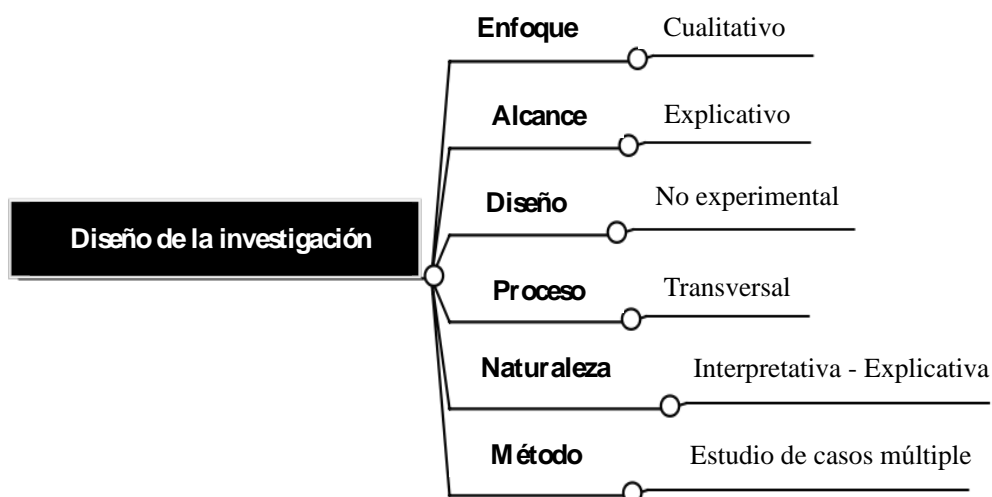 Enfoque Cualitativo
Alcance Explicativo
Diseño No experimental
Diseño de la investigación
Proceso Transversal
Naturaleza Interpretativa - Explicativa
Método Estudio de casos múltiple